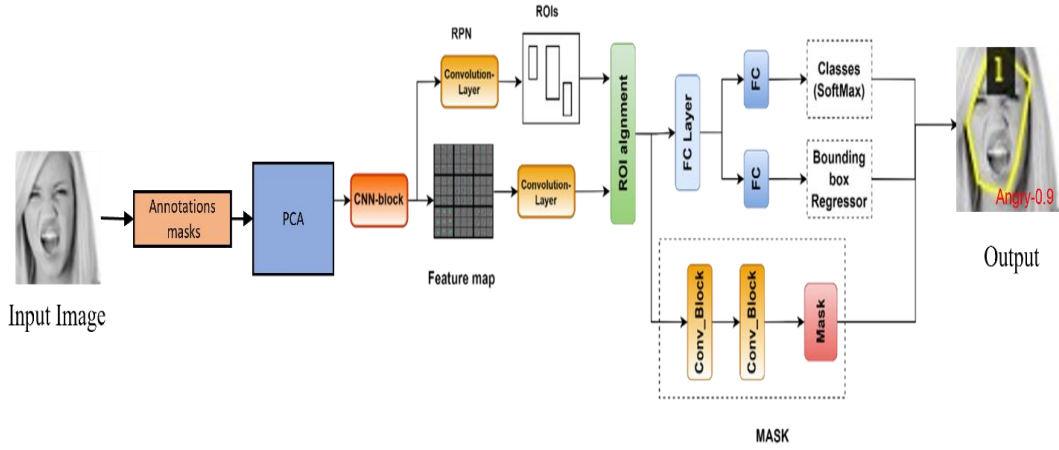 Input Image
Annotations
masks
PCA
CNN-block
RPN
Convolution-
Layer
ROIs
Feature map
Convolution-
Layer
ROI algnment
FC Layer
FC
Classes
(SoftMax)
FC
Bounding
box
Regressor
Conv_Block
Conv_Block
Mask
MASK
1
Angry-0.9
Output